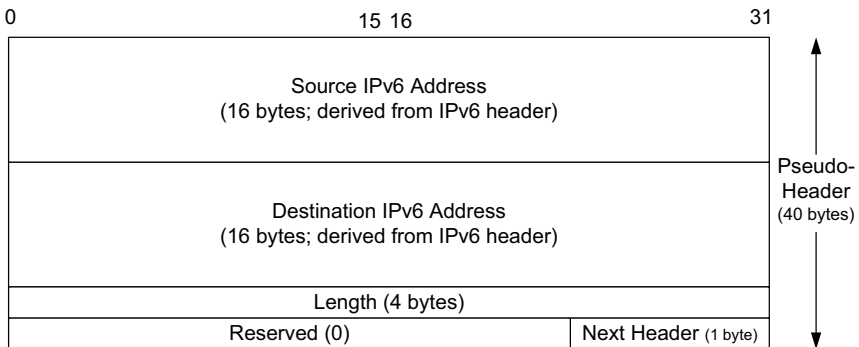 0 15 16 31
Source IPv6 Address
(16 bytes; derived from IPv6 header)
Destination IPv6 Address
(16 bytes; derived from IPv6 header)
Pseudo-
Header
(40 bytes)
Length (4 bytes)
Reserved (0) Next Header (1 byte)